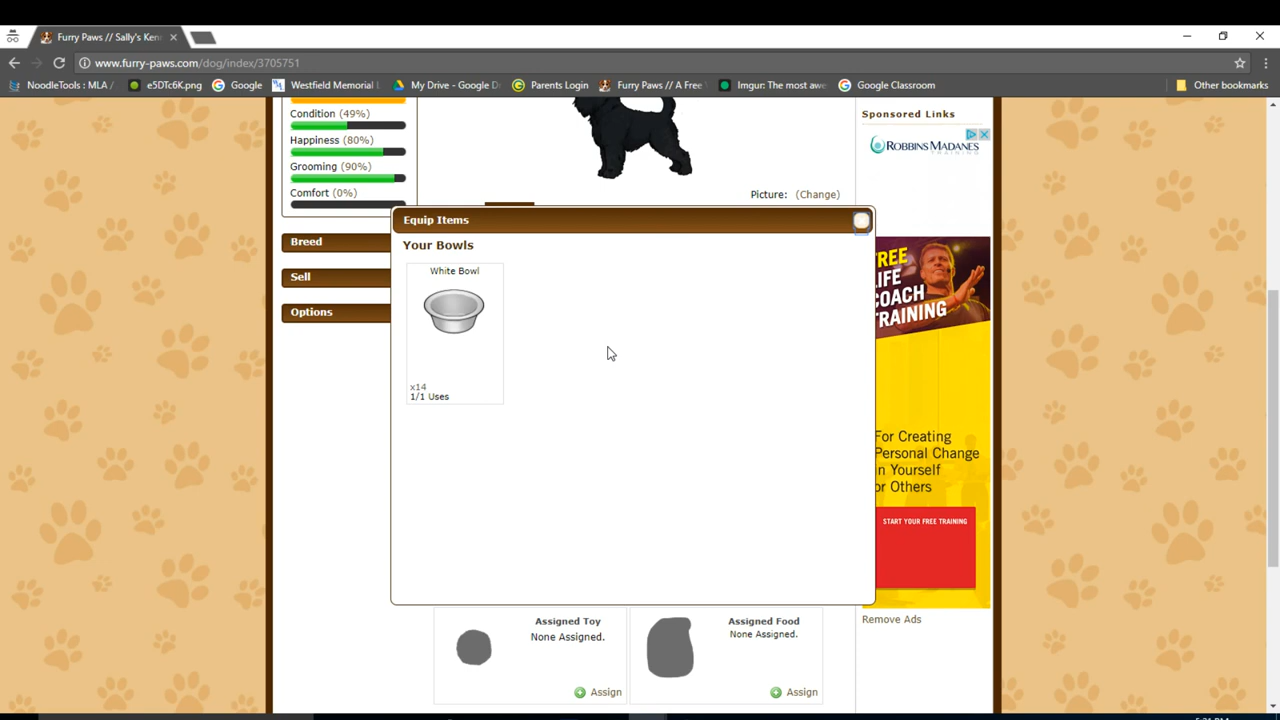 Furry Paws // Sally's Ken
www.furry-paws.com/dog/index/3705751
NoodleTools : MLA /
e5DTc6K.png
Google
Westfield Memorial L
My Drive - Google D
Parents Login
Furry Paws // A Free
Imgur: The most awe
Google Classroom
Other bookmarks
Condition (49%)
Happiness (80%)
Grooming (90%)
Comfort (0%)
Breed
Sell
Options
Picture: (Change)
Equip Items
Your Bowls
White Bowl
x14
1/1 Uses
Assigned Toy
None Assigned.
Assign
Assigned Food
None Assigned.
Assign
Sponsored Links
ROBBINS MADANES
TRAINING
FREE
LIFE
COACH
TRAINING
For Creating
Personal Change
in Yourself
or Others
START YOUR FREE TRAINING
Remove Ads